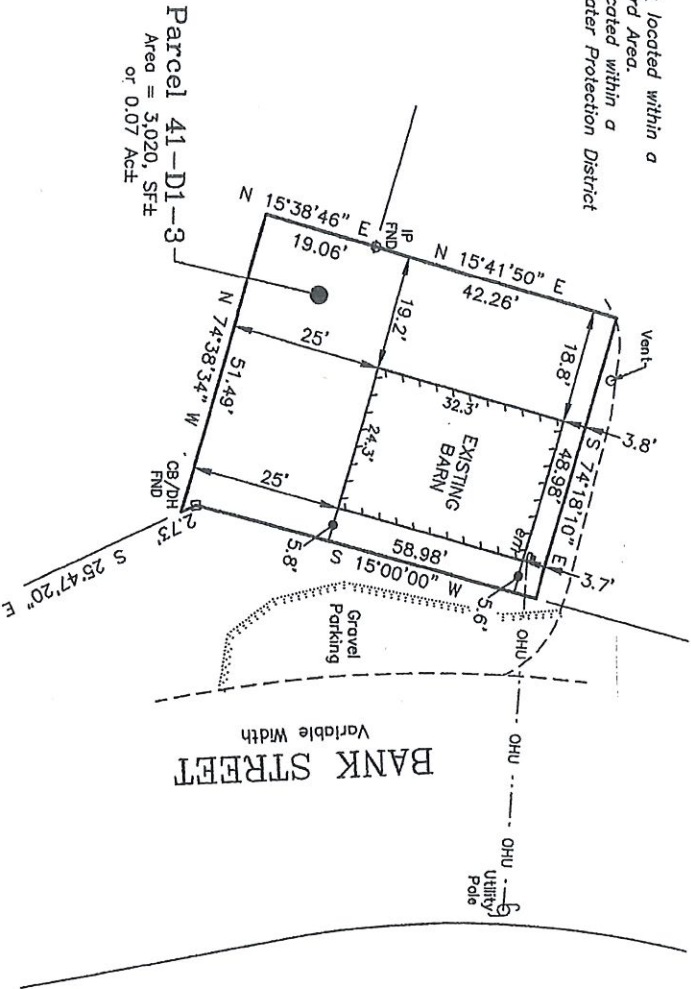 located within a
rd Area.
cated within a
ater Protection District
Parcel 41-D1-3
Area = 3,020, SF±
or 0.07 Ac±
N 15°38'46" E
19.06'
IP
FND
N 15°41'50" E
42.26'
Vent
18.8'
3.8'
S 74°18'10" E
48.98'
3.7'
19.2'
25'
32.3'
EXISTING
BARN
24.3'
N 74°38'34" W
51.49'
25'
CB/DH
FND
2.73'
S 25°47'20" E
5.8'
58.98'
S 15°00'00" W
5.6'
em
OHU
OHU
OHU
Utility
Pole
Gravel
Parking
BANK STREET
Variable Width